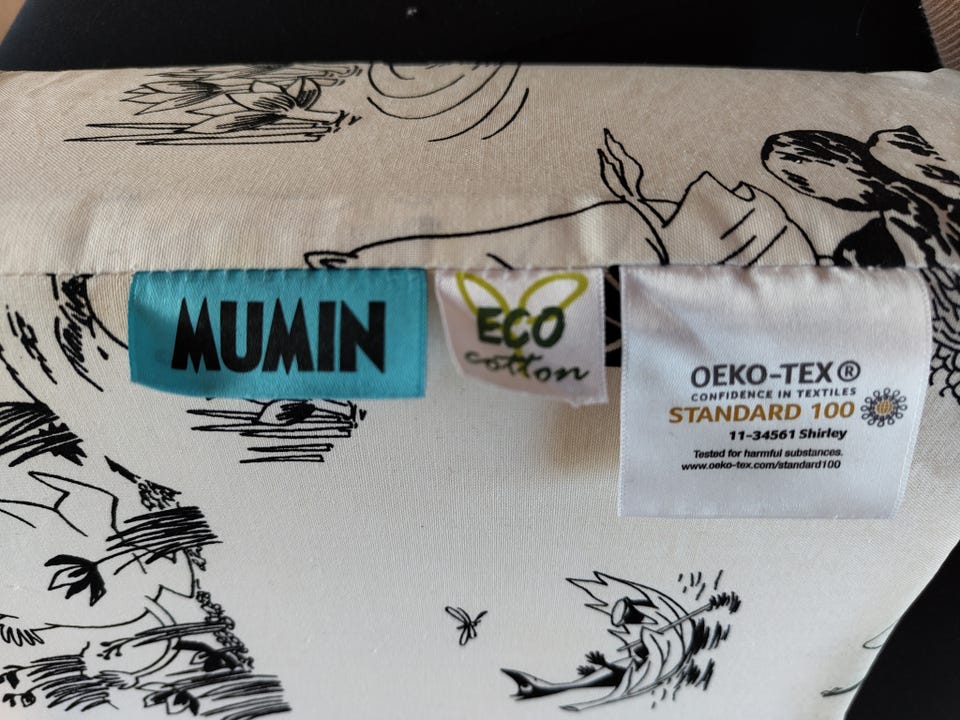 MUMIN
ECO
cotton
OEKO-TEX®
CONFIDENCE IN TEXTILES
STANDARD 100
11-34561 Shirley
Tested for harmful substances.
www.oeko-tex.com/standard100